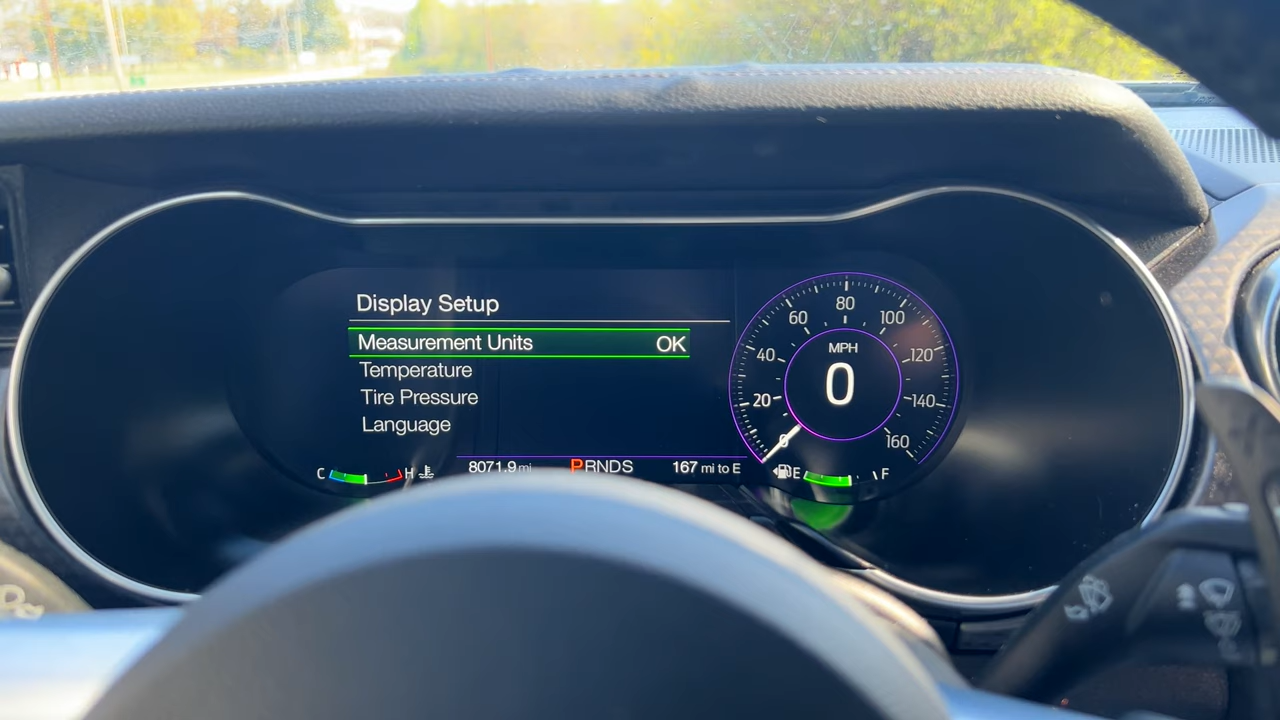 Display Setup
Measurement Units OK
Temperature
Tire Pressure
Language
C H
8071.9 mi PRNDS 167 mi to E
E F
0 20 40 60 80 100 120 140 160
MPH
0